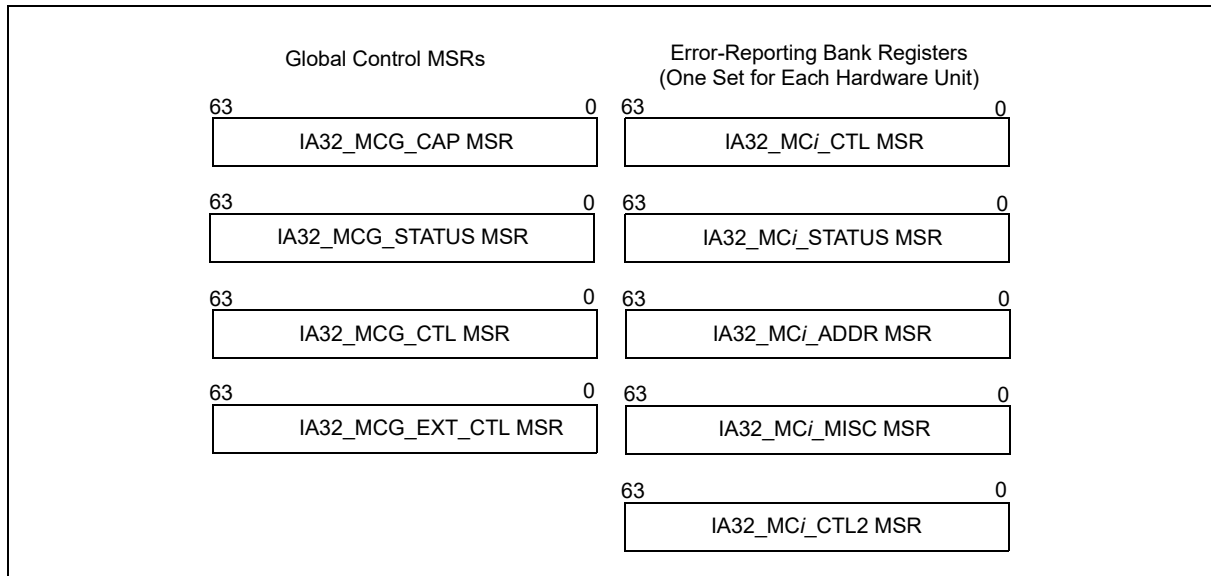 Global Control MSRs
63 0
IA32_MCG_CAP MSR
63 0
IA32_MCG_STATUS MSR
63 0
IA32_MCG_CTL MSR
63 0
IA32_MCG_EXT_CTL MSR
Error-Reporting Bank Registers
(One Set for Each Hardware Unit)
63 0
IA32_MCi_CTL MSR
63 0
IA32_MCi_STATUS MSR
63 0
IA32_MCi_ADDR MSR
63 0
IA32_MCi_MISC MSR
63 0
IA32_MCi_CTL2 MSR